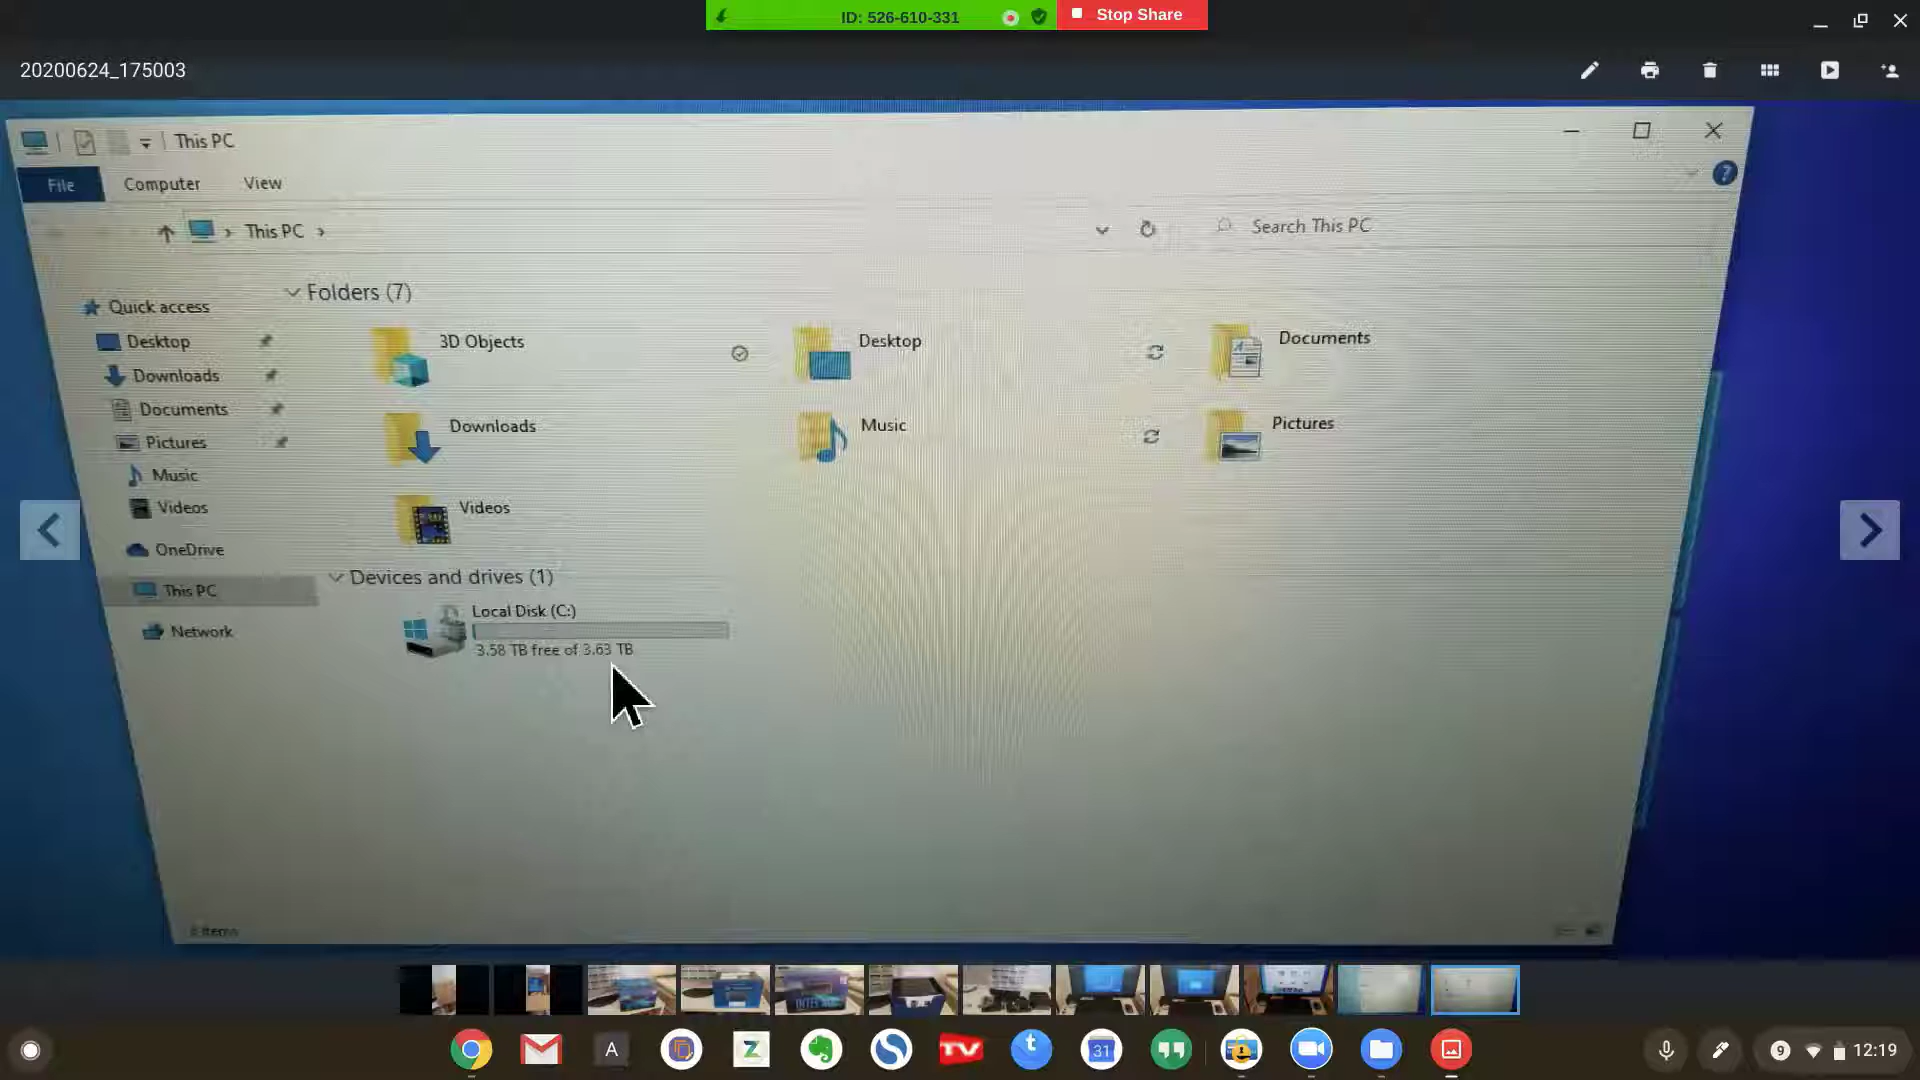 ID: 526-610-331
Stop Share
20200624_175003
This PC
File Computer View
This PC
Search This PC
Quick access
Desktop
Downloads
Documents
Pictures
Music
Videos
OneDrive
This PC
Network
Folders (7)
3D Objects
Desktop
Documents
Downloads
Music
Pictures
Videos
Devices and drives (1)
Local Disk (C:)
3.58 TB free of 3.63 TB
A
Z
TV
t
31
9
12:19